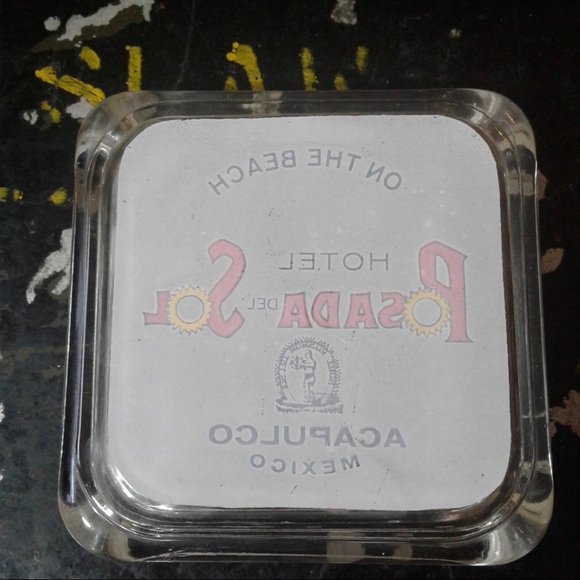 ON THE BEACH
HOTEL
POSADA DEL SOL
ACAPULCO
MEXICO